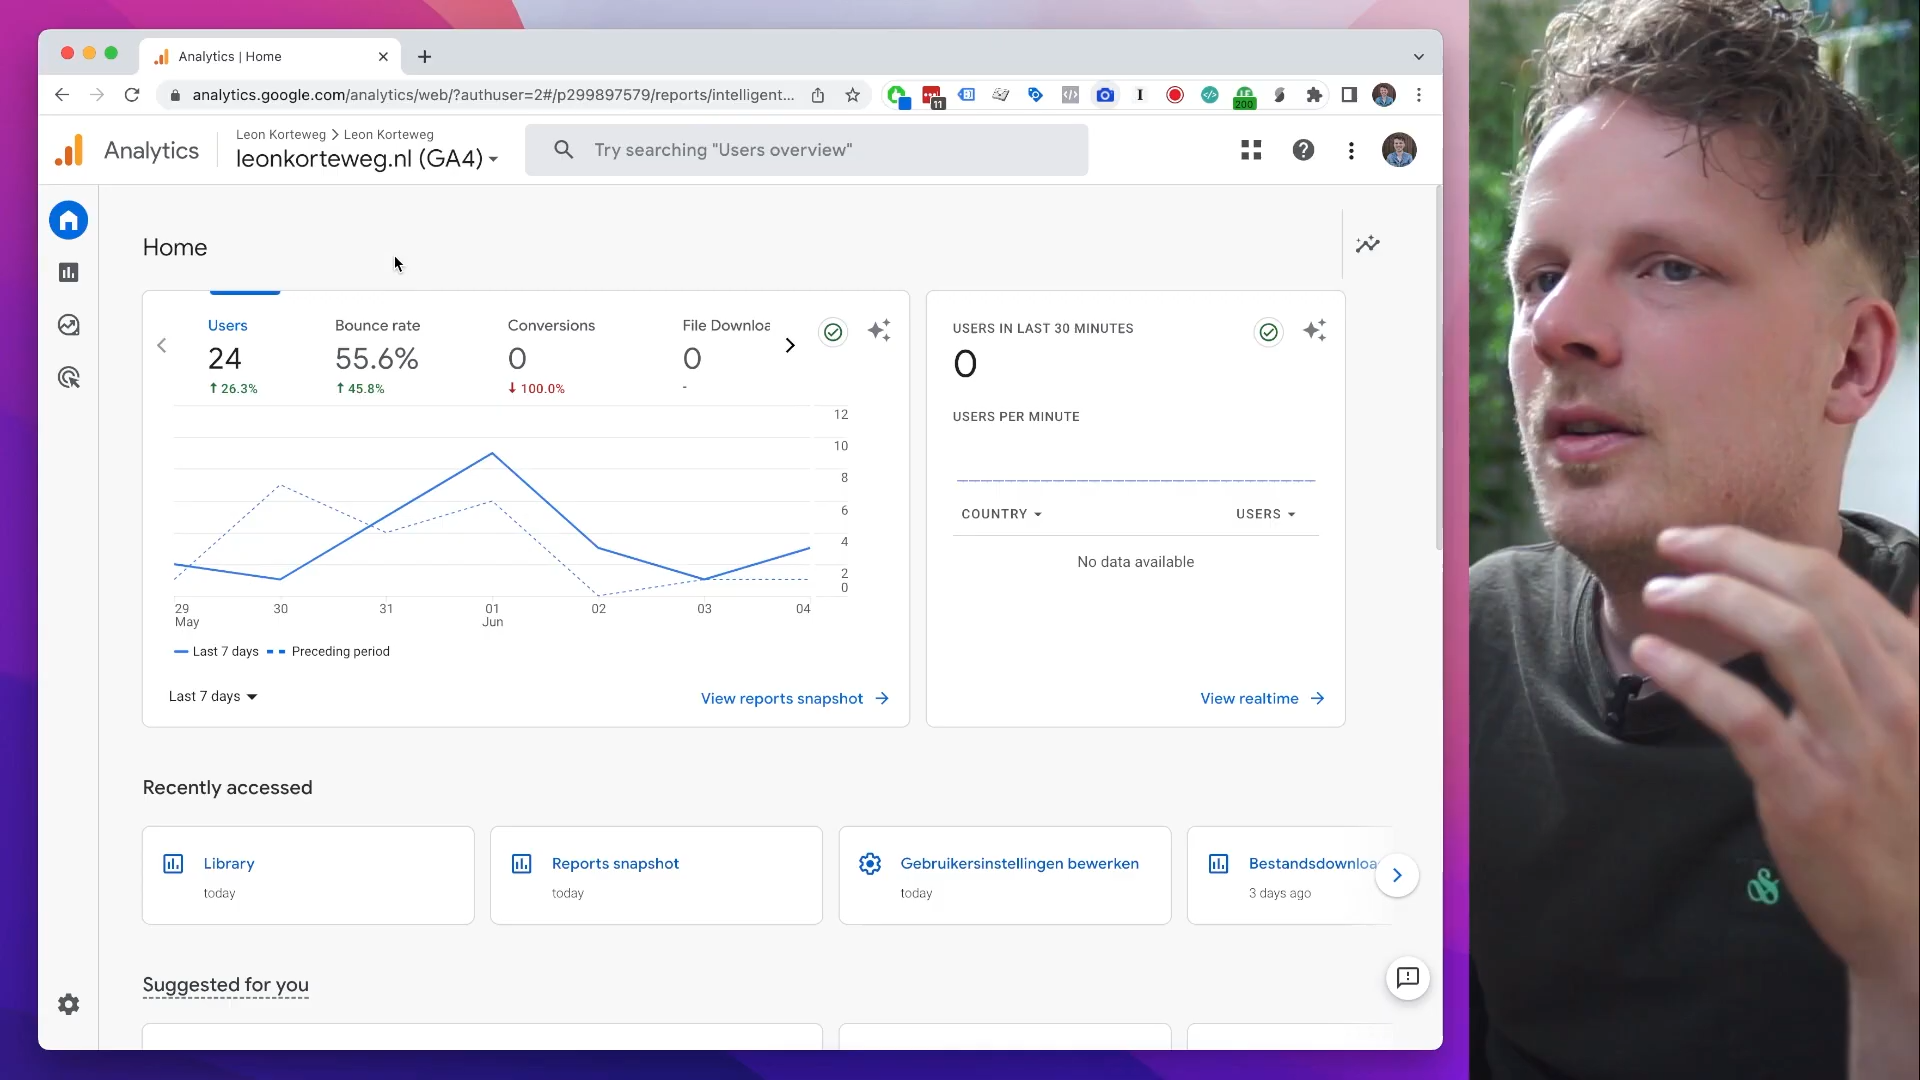 Analytics | Home
analytics.google.com/analytics/web/?authuser=2#/p299897579/reports/intelligent...
11
200
Analytics
Leon Korteweg > Leon Korteweg
leonkorteweg.nl (GA4)
Try searching "Users overview"
Home
Users
24
26.3%
Bounce rate
55.6%
45.8%
Conversions
0
100.0%
File Downloa
0
-
12
10
8
6
4
2
0
29
May
30
31
01
Jun
02
03
04
Last 7 days
Preceding period
Last 7 days
View reports snapshot
USERS IN LAST 30 MINUTES
0
USERS PER MINUTE
COUNTRY
USERS
No data available
View realtime
Recently accessed
Library
today
Reports snapshot
today
Gebruikersinstellingen bewerken
today
Bestandsdownloa
3 days ago
Suggested for you